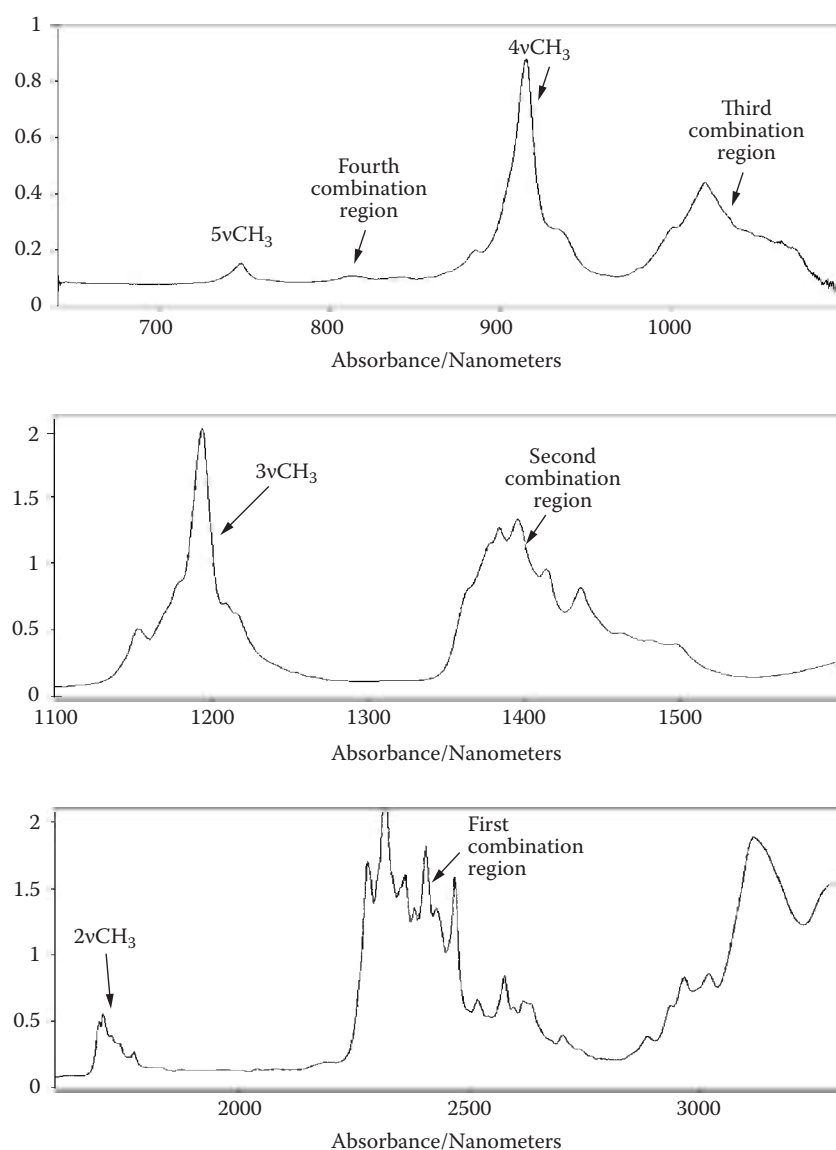 1
0.8
0.6
0.4
0.2
0
5νCH3
Fourth
combination
region
4νCH3
Third
combination
region
700
800
900
1000
Absorbance/Nanometers
2
1.5
1
0.5
0
3νCH3
Second
combination
region
1100
1200
1300
1400
1500
Absorbance/Nanometers
2
1.5
1
0.5
0
2νCH3
First
combination
region
2000
2500
3000
Absorbance/Nanometers